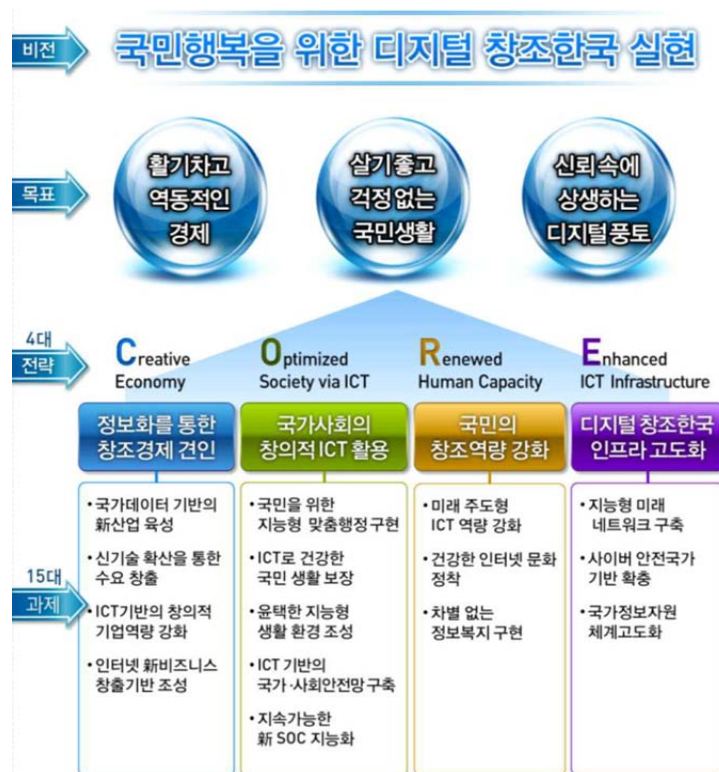 비전
국민행복을 위한 디지털 창조한국 실현
목표
활기차고
역동적인
경제
살기 좋고
걱정 없는
국민생활
신뢰 속에
상생하는
디지털 풍토
4대
전략
Creative
Economy
Optimized
Society via ICT
Renewed
Human Capacity
Enhanced
ICT Infrastructure
정보화를 통한
창조경제 견인
국가사회의
창의적 ICT 활용
국민의
창조역량 강화
디지털 창조한국
인프라 고도화
15대
과제
• 국가데이터 기반의
新산업 육성
• 신기술 확산을 통한
수요 창출
• ICT기반의 창의적
기업역량 강화
• 인터넷 新비즈니스
창출기반 조성
• 국민을 위한
지능형 맞춤행정 구현
• ICT로 건강한
국민 생활 보장
• 윤택한 지능형
생활 환경 조성
• ICT 기반의
국가·사회안전망 구축
• 지속가능한
新 SOC 지능화
• 미래 주도형
ICT 역량 강화
• 건강한 인터넷 문화
정착
• 차별 없는
정보복지 구현
• 지능형 미래
네트워크 구축
• 사이버 안전국가
기반 확충
• 국가정보자원
체계고도화